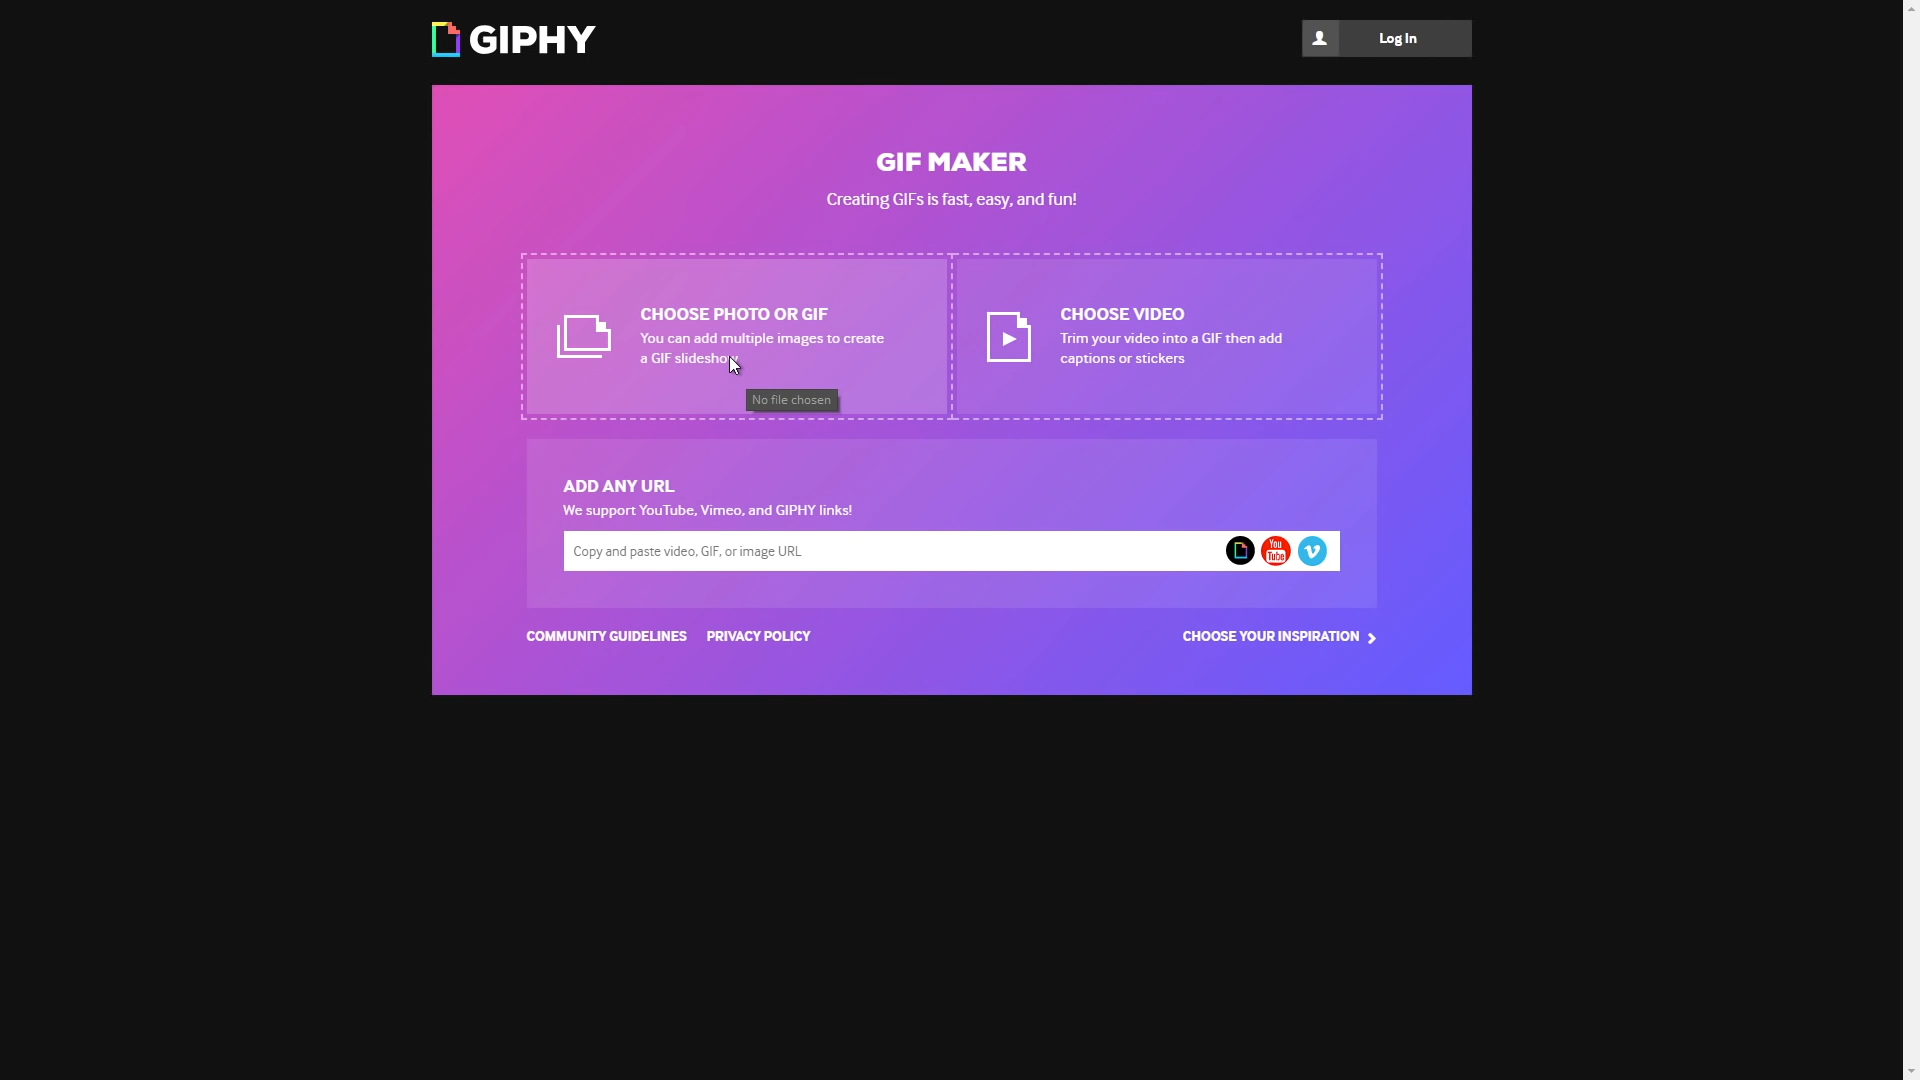 GIPHY
Log In
GIF MAKER
Creating GIFs is fast, easy, and fun!
CHOOSE PHOTO OR GIF
You can add multiple images to create
a GIF slideshow
No file chosen
CHOOSE VIDEO
Trim your video into a GIF then add
captions or stickers
ADD ANY URL
We support YouTube, Vimeo, and GIPHY links!
Copy and paste video, GIF, or image URL
You
Tube
COMMUNITY GUIDELINES
PRIVACY POLICY
CHOOSE YOUR INSPIRATION